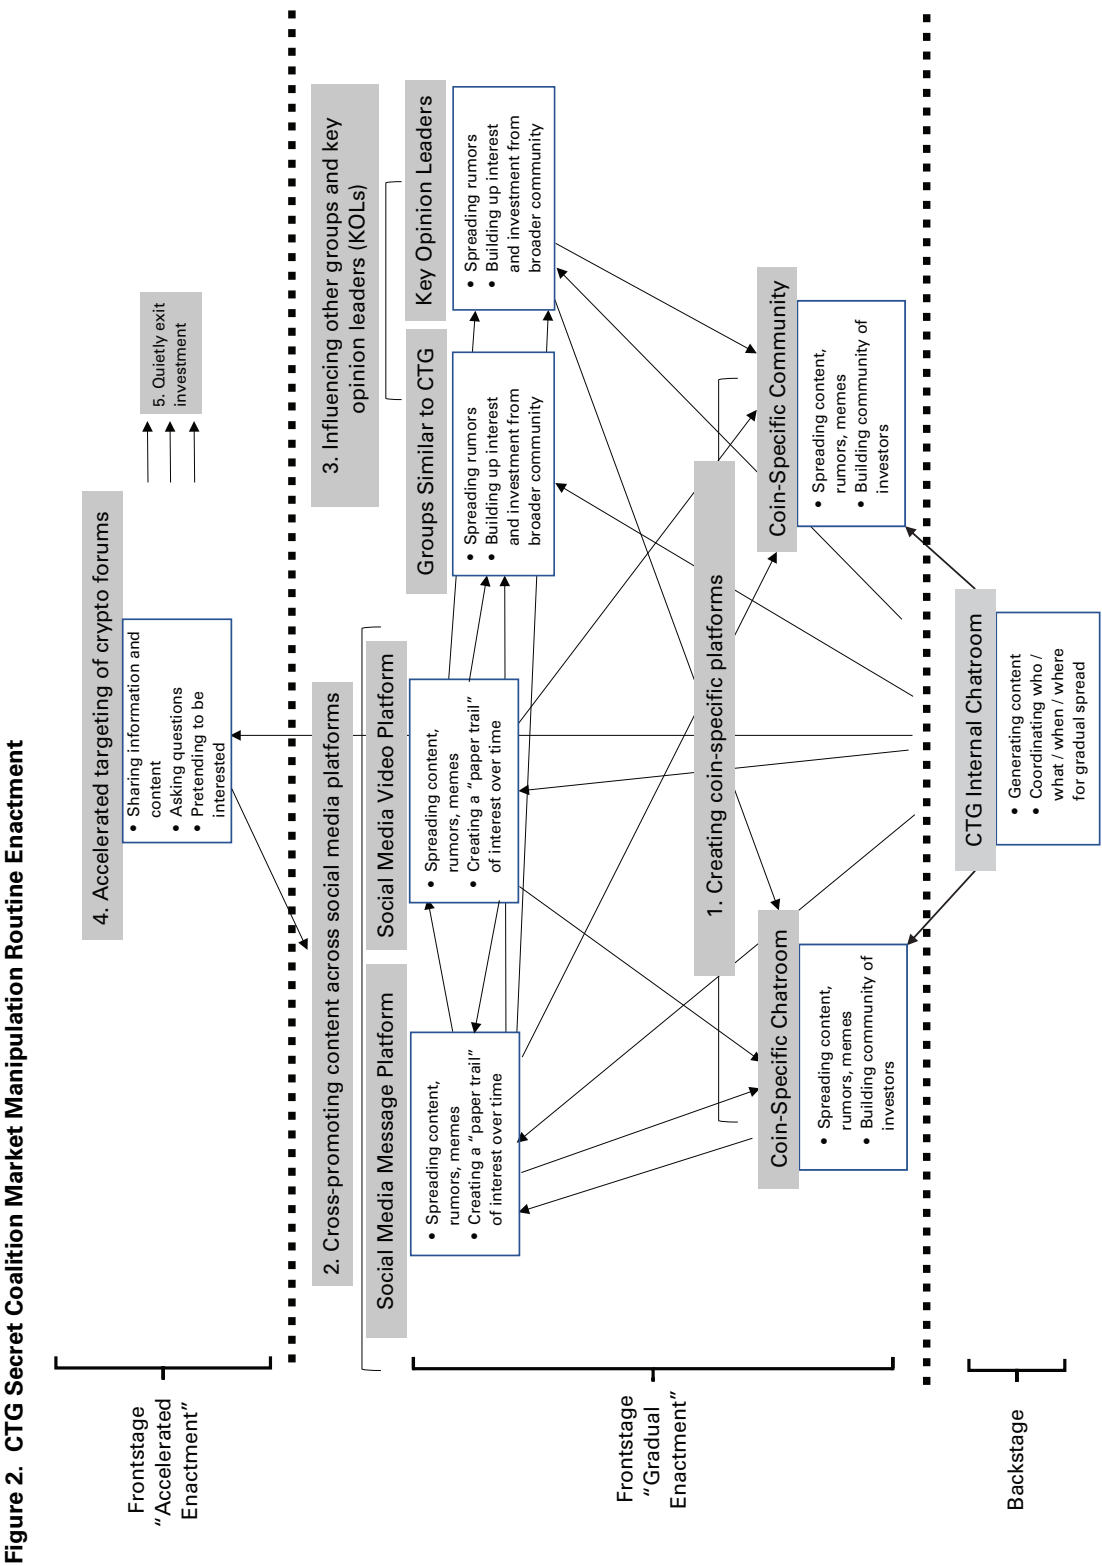 Figure 2. CTG Secret Coalition Market Manipulation Routine Enactment
Frontstage
“Accelerated
Enactment”
4. Accelerated targeting of crypto forums
• Sharing information and
content
• Asking questions
• Pretending to be
interested
5. Quietly exit
investment
Frontstage
“Gradual
Enactment”
2. Cross-promoting content across social media platforms
Social Media Message Platform
• Spreading content,
rumors, memes
• Creating a “paper trail”
of interest over time
Social Media Video Platform
• Spreading content,
rumors, memes
• Creating a “paper trail”
of interest over time
3. Influencing other groups and key
opinion leaders (KOLs)
Groups Similar to CTG
• Spreading rumors
• Building up interest
and investment from
broader community
Key Opinion Leaders
• Spreading rumors
• Building up interest
and investment from
broader community
1. Creating coin-specific platforms
Coin-Specific Chatroom
• Spreading content,
rumors, memes
• Building community of
investors
Coin-Specific Community
• Spreading content,
rumors, memes
• Building community of
investors
Backstage
CTG Internal Chatroom
• Generating content
• Coordinating who /
what / when / where
for gradual spread